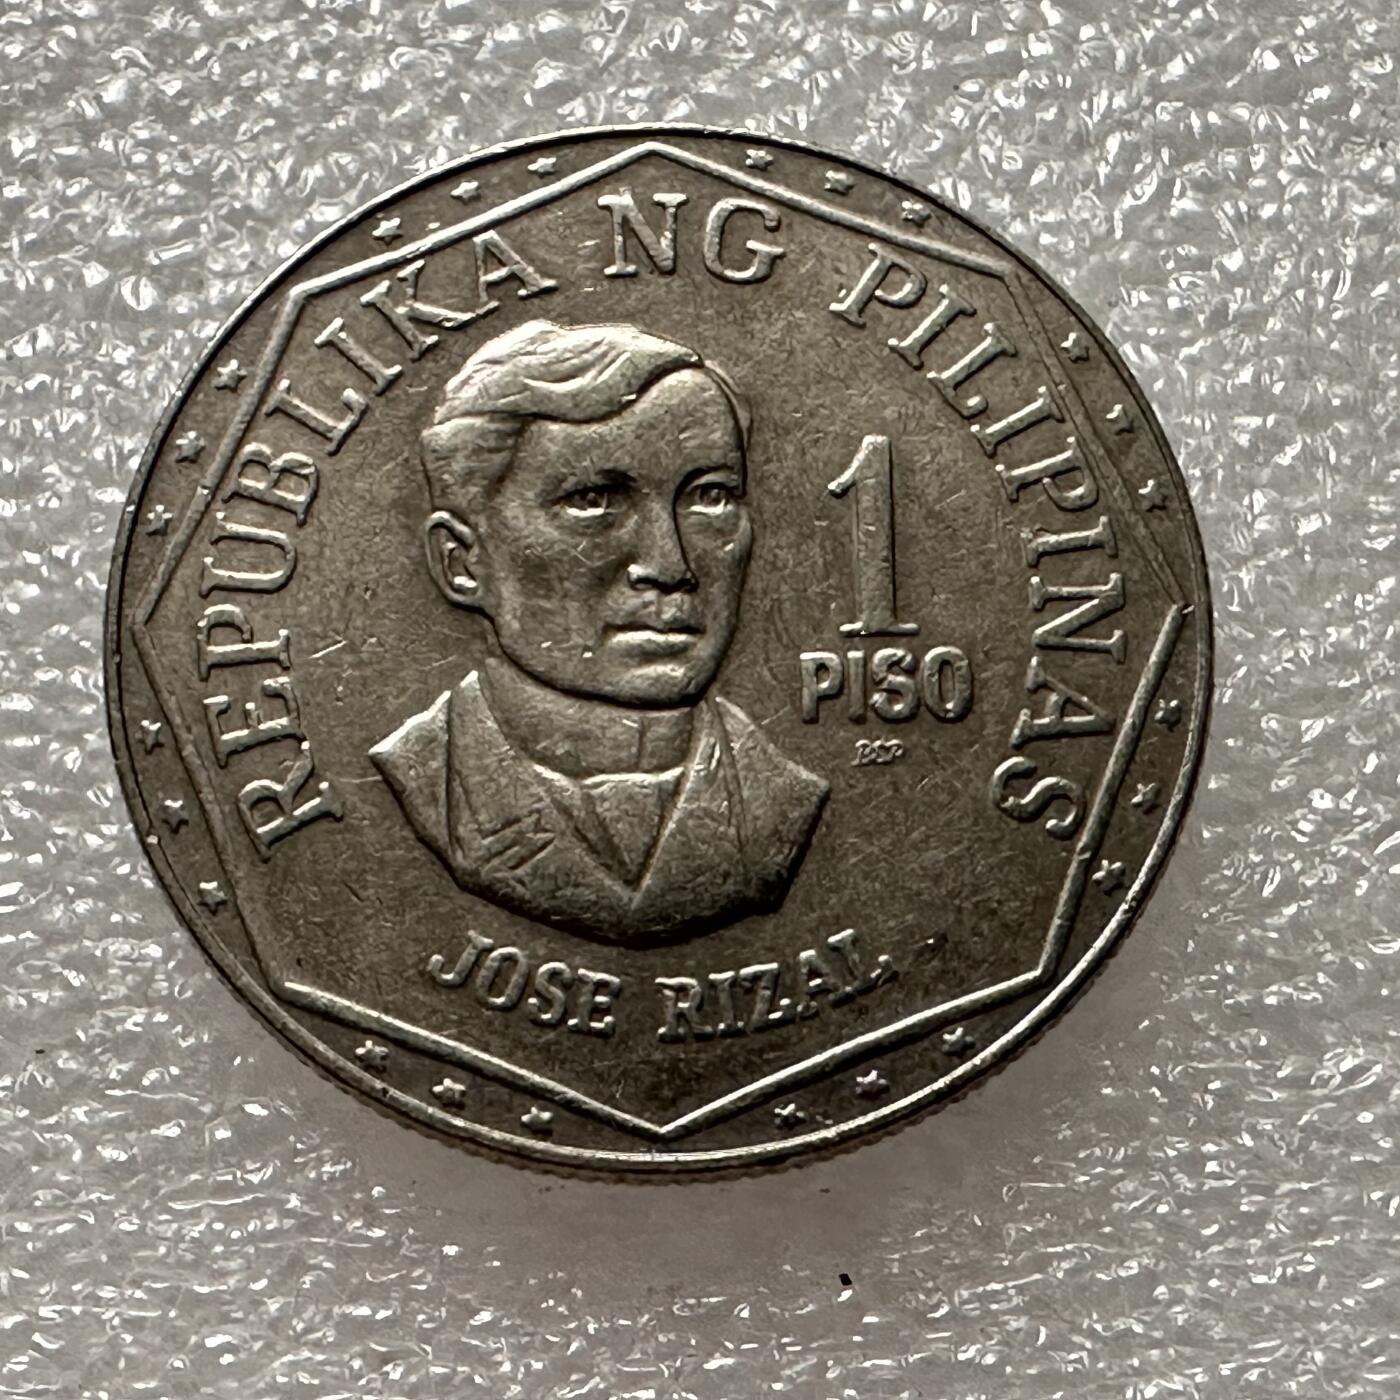 REPUBLIKA NG PILIPINAS
1
PISO
BSP
JOSE RIZAL